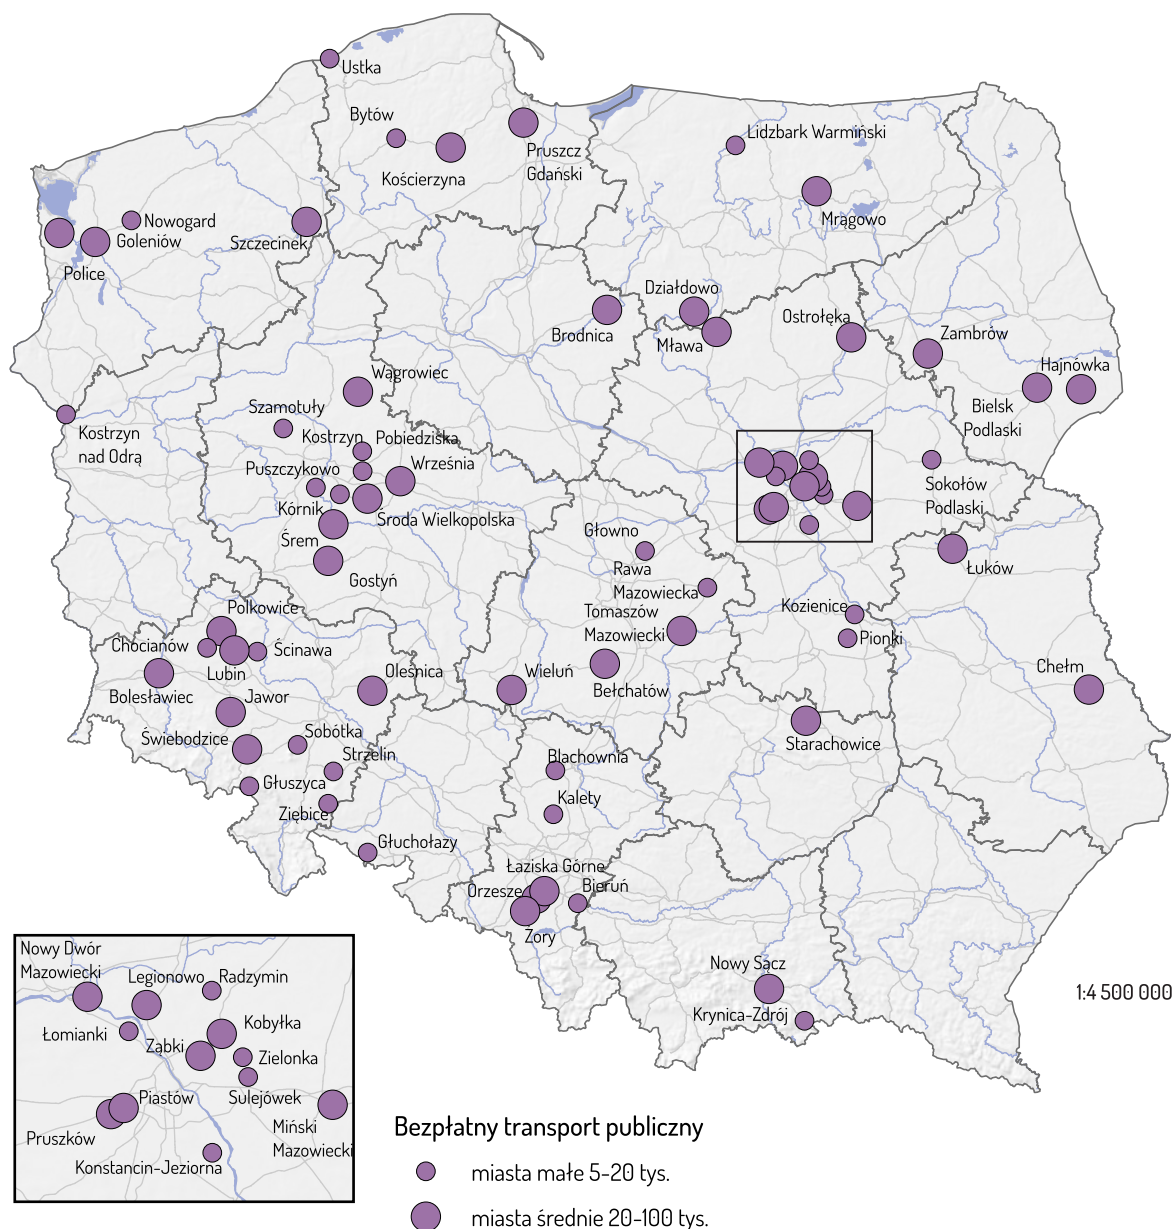 Ustka
Bytów
Kościerzyna
Pruszcz
Gdański
Lidzbark Warmiński
Mrągowo
Nowogard
Goleniów
Police
Szczecinek
Działdowo
Mława
Brodnica
Ostrołęka
Zambrów
Hajnówka
Bielsk
Podlaski
Kostrzyn
nad Odrą
Wągrowiec
Szamotuły
Kostrzyn
Pobiedziska
Puszczykowo
Września
Kórnik
Środa Wielkopolska
Śrem
Gostyń
Sokołów
Podlaski
Łuków
Głowno
Rawa
Mazowiecka
Tomaszów
Mazowiecki
Bełchatów
Wieluń
Kozienice
Pionki
Chełm
Polkowice
Chocianów
Ścinawa
Lubin
Bolesławiec
Jawor
Oleśnica
Świebodzice
Sobótka
Strzelin
Głuszyca
Ziębice
Głuchołazy
Starachowice
Blachownia
Kalety
Łaziska Górne
Orzesze
Bieruń
Żory
Nowy Sącz
Krynica-Zdrój
1:4 500 000
Nowy Dwór
Mazowiecki
Legionowo
Radzymin
Łomianki
Ząbki
Kobyłka
Zielonka
Sulejówek
Piastów
Pruszków
Miński
Mazowiecki
Konstancin-Jeziorna
Bezpłatny transport publiczny
miasta małe 5-20 tys.
miasta średnie 20-100 tys.